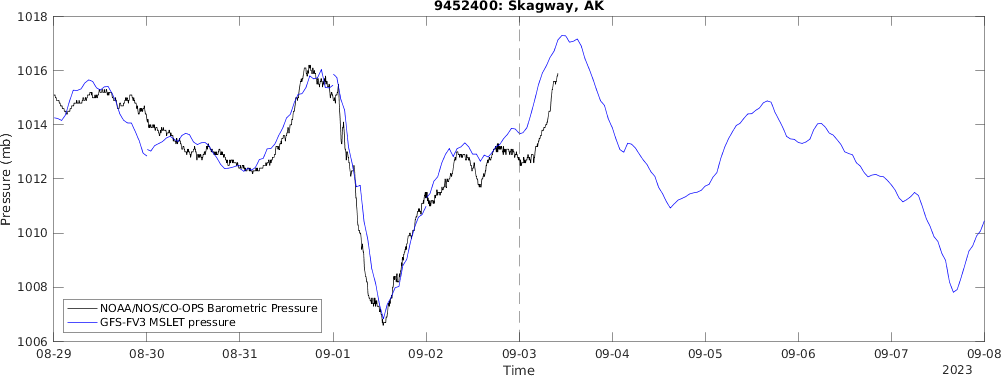 9452400: Skagway, AK
1018
1016
1014
1012
1010
1008
1006
Pressure (mb)
NOAA/NOS/CO-OPS Barometric Pressure
GFS-FV3 MSLET pressure
08-29 08-30 08-31 09-01 09-02 09-03 09-04 09-05 09-06 09-07 09-08
Time
2023